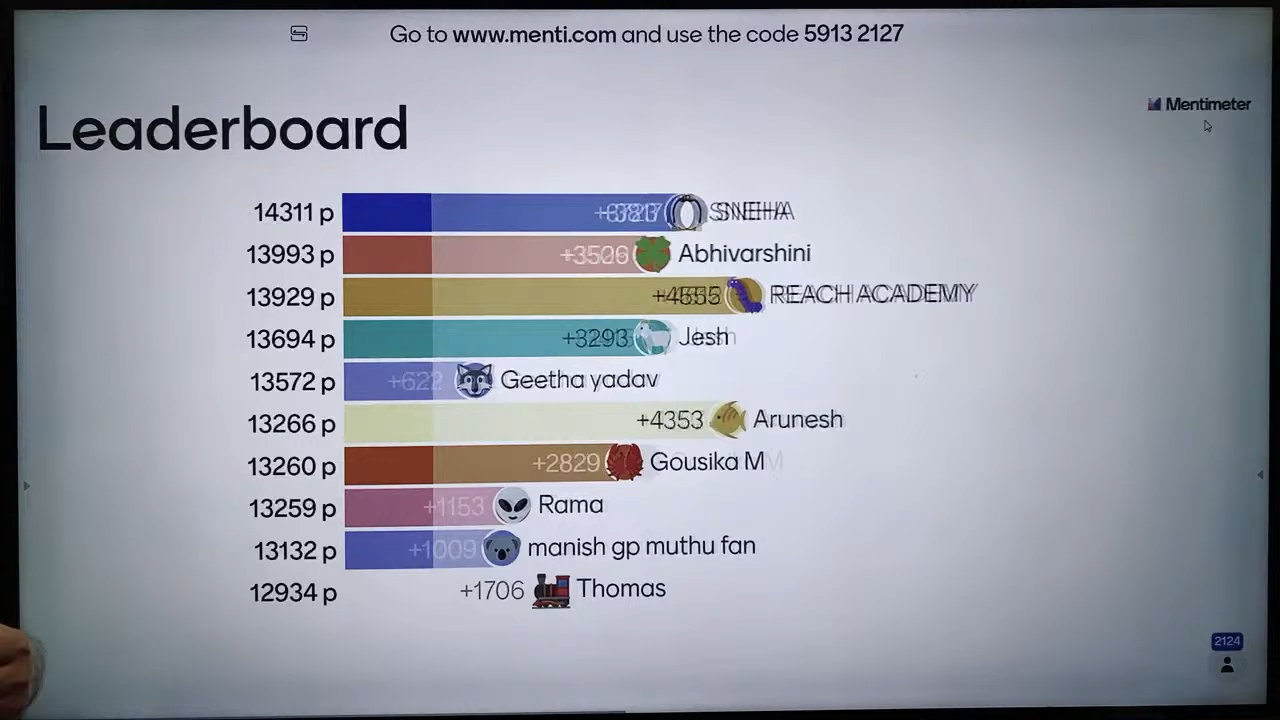 Go to www.menti.com and use the code 5913 2127
Mentimeter
Leaderboard
14311 p SNEHA
13993 p +3506 Abhivarshini
13929 p +4555 REACH ACADEMY
13694 p +3293 Jesh
13572 p +622 Geetha yadav
13266 p +4353 Arunesh
13260 p +2829 Gousika M
13259 p +1153 Rama
13132 p +1009 manish gp muthu fan
12934 p +1706 Thomas
2124